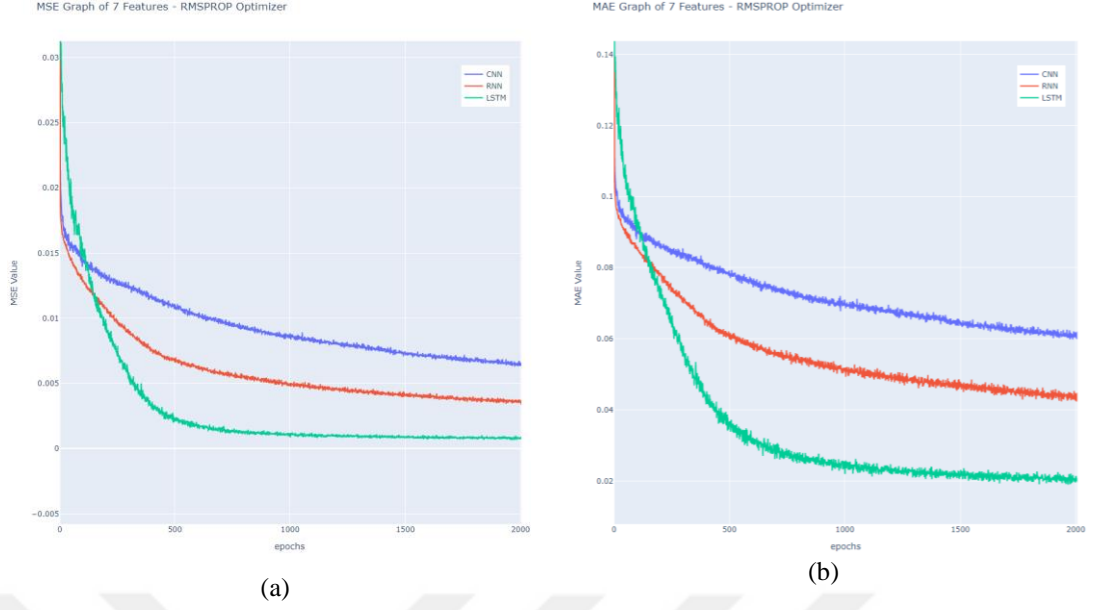 MSE Graph of 7 Features - RMSPROP Optimizer
0.03
0.025
0.02
0.015
0.01
0.005
0
−0.005
MSE Value
0
500
1000
1500
2000
epochs
CNN
RNN
LSTM
(a)
MAE Graph of 7 Features - RMSPROP Optimizer
0.14
0.12
0.1
0.08
0.06
0.04
0.02
MAE Value
0
500
1000
1500
2000
epochs
CNN
RNN
LSTM
(b)